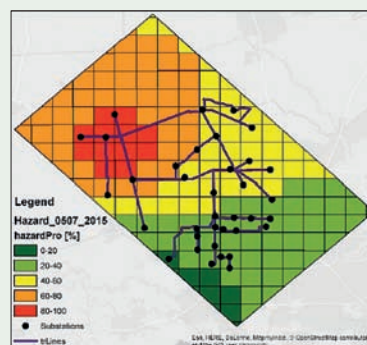 Legend
Hazard_0507_2015
hazardPro [%]
0-20
20-40
40-60
60-80
80-100
Substations
trLines
Esri, HERE, DeLorme, MapmyIndia, © OpenStreetMap contributors